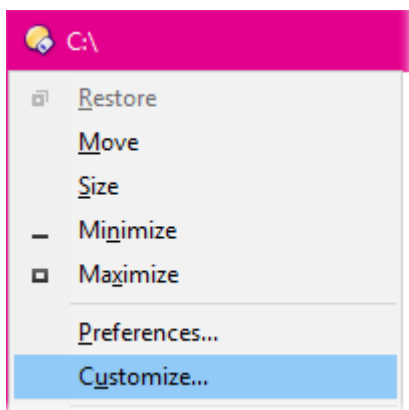 C:\
Restore
Move
Size
Minimize
Maximize
Preferences...
Customize...